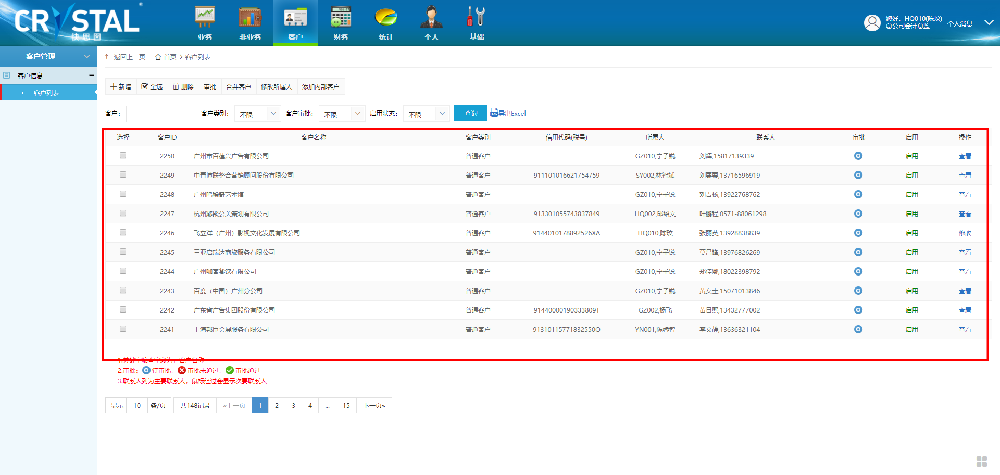 CRYSTAL ®
快思图
业务 非业务 客户 财务 统计 个人 基础
您好，HQ010(陈玟)
总公司会计总监
个人消息
客户管理
客户信息
客户列表
返回上一页 首页 > 客户列表
新增 全选 删除 审批 合并客户 修改所属人 添加内部客户
客户： 客户类别： 不限 客户审批： 不限 启用状态： 不限 查询 导出Excel
选择 客户ID 客户名称 客户类别 信用代码(税号) 所属人 联系人 审批 启用 操作
2250 广州市百莲兴广告有限公司 普通客户 GZ010,宁子锐 刘辉,15817139339 启用 查看
2249 中青博联整合营销顾问股份有限公司 普通客户 911101016621754759 SY002,林智斌 刘栗栗,13716596919 启用 查看
2248 广州鸣稀奇艺术馆 普通客户 GZ010,宁子锐 刘吉杨,13922768762 启用 查看
2247 杭州凝聚公关策划有限公司 普通客户 913301055743837849 HQ002,邱绍文 叶鹏程,0571-88061298 启用 查看
2246 飞立洋（广州）影视文化发展有限公司 普通客户 9144010178892526XA HQ010,陈玟 张丽英,13928838839 启用 修改
2245 三亚启瑞达商旅服务有限公司 普通客户 GZ010,宁子锐 莫昌锋,13976826269 启用 查看
2244 广州咖客餐饮有限公司 普通客户 GZ010,宁子锐 郑佳娜,18022398792 启用 查看
2243 百度（中国）广州分公司 普通客户 GZ010,宁子锐 黄女士,15071013846 启用 查看
2242 广东省广告集团股份有限公司 普通客户 91440000190333809T GZ002,杨飞 黄日熙,13432777002 启用 查看
2241 上海邦臣会展服务有限公司 普通客户 91310115771832550Q YN001,陈睿智 李文静,13636321104 启用 查看
1.关键字筛查字段为：客户名称
2.审批： 待审批， 审批未通过， 审批通过
3.联系人列为主要联系人，鼠标经过会显示次要联系人
显示 10 条/页 共148记录 «上一页 1 2 3 4 ... 15 下一页»